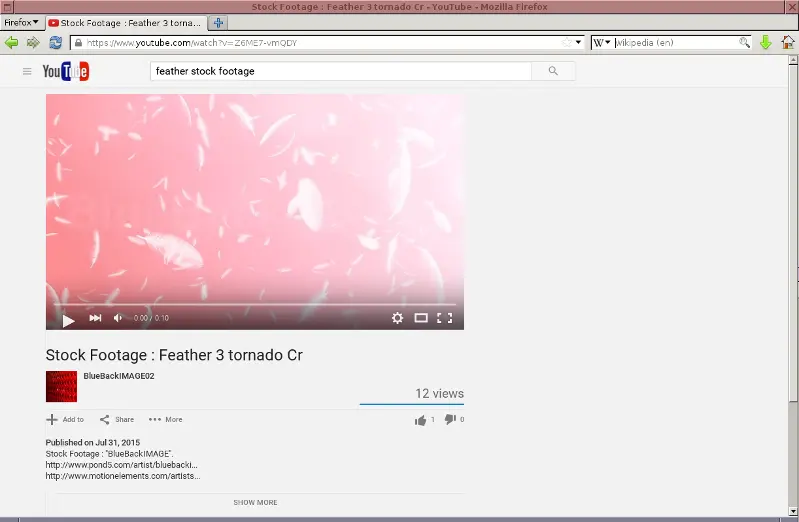 Stock Footage : Feather 3 tornado Cr - YouTube - Mozilla Firefox
Firefox
Stock Footage : Feather 3 torna...
https://www.youtube.com/watch?v=Z6ME7-vmQDY
W
Wikipedia (en)
YouTube
feather stock footage
0:00 / 0:10
Stock Footage : Feather 3 tornado Cr
BlueBackIMAGE02
12 views
Add to
Share
More
1
0
Published on Jul 31, 2015
Stock Footage : "BlueBackIMAGE".
http://www.pond5.com/artist/bluebacki...
http://www.motionelements.com/artists...
SHOW MORE